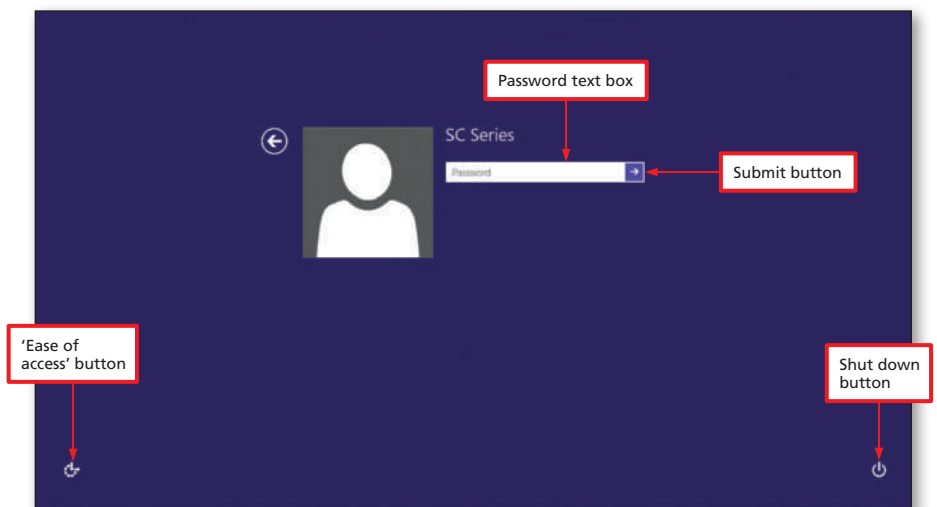 Password text box
SC Series
Password
Submit button
'Ease of
access' button
Shut down
button